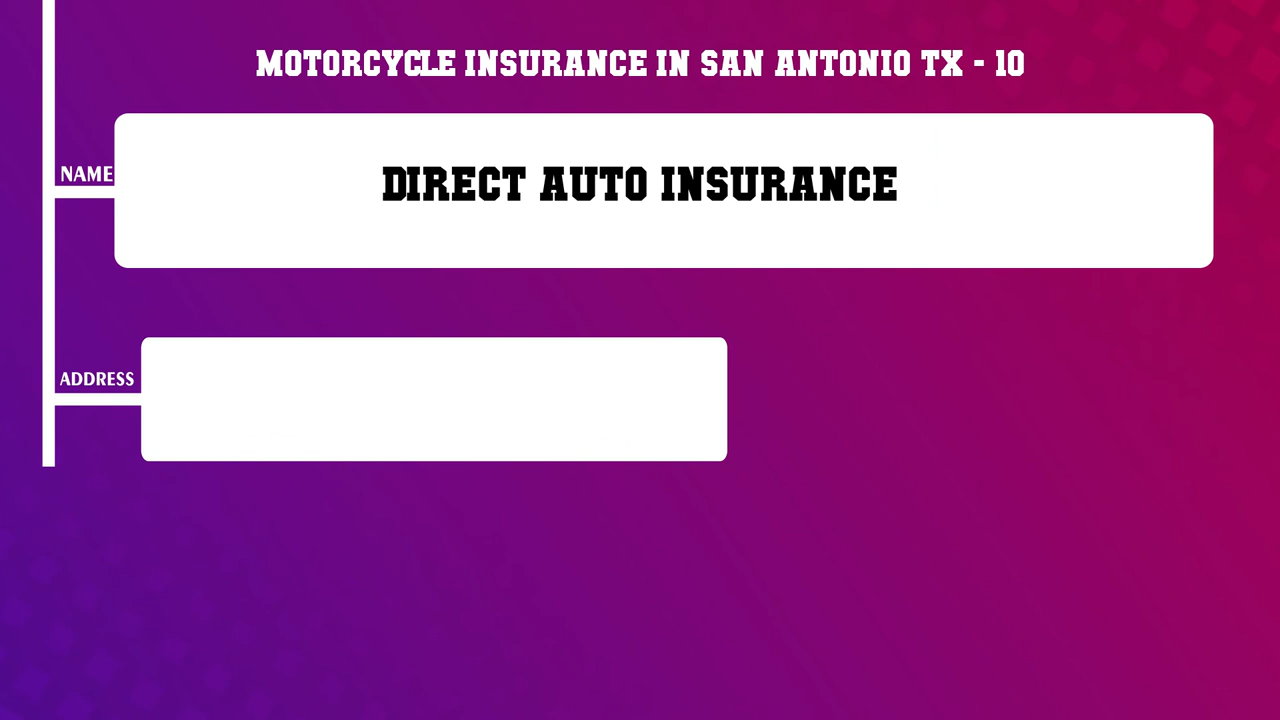 MOTORCYCLE INSURANCE IN SAN ANTONIO TX - 10
NAME
DIRECT AUTO INSURANCE
ADDRESS